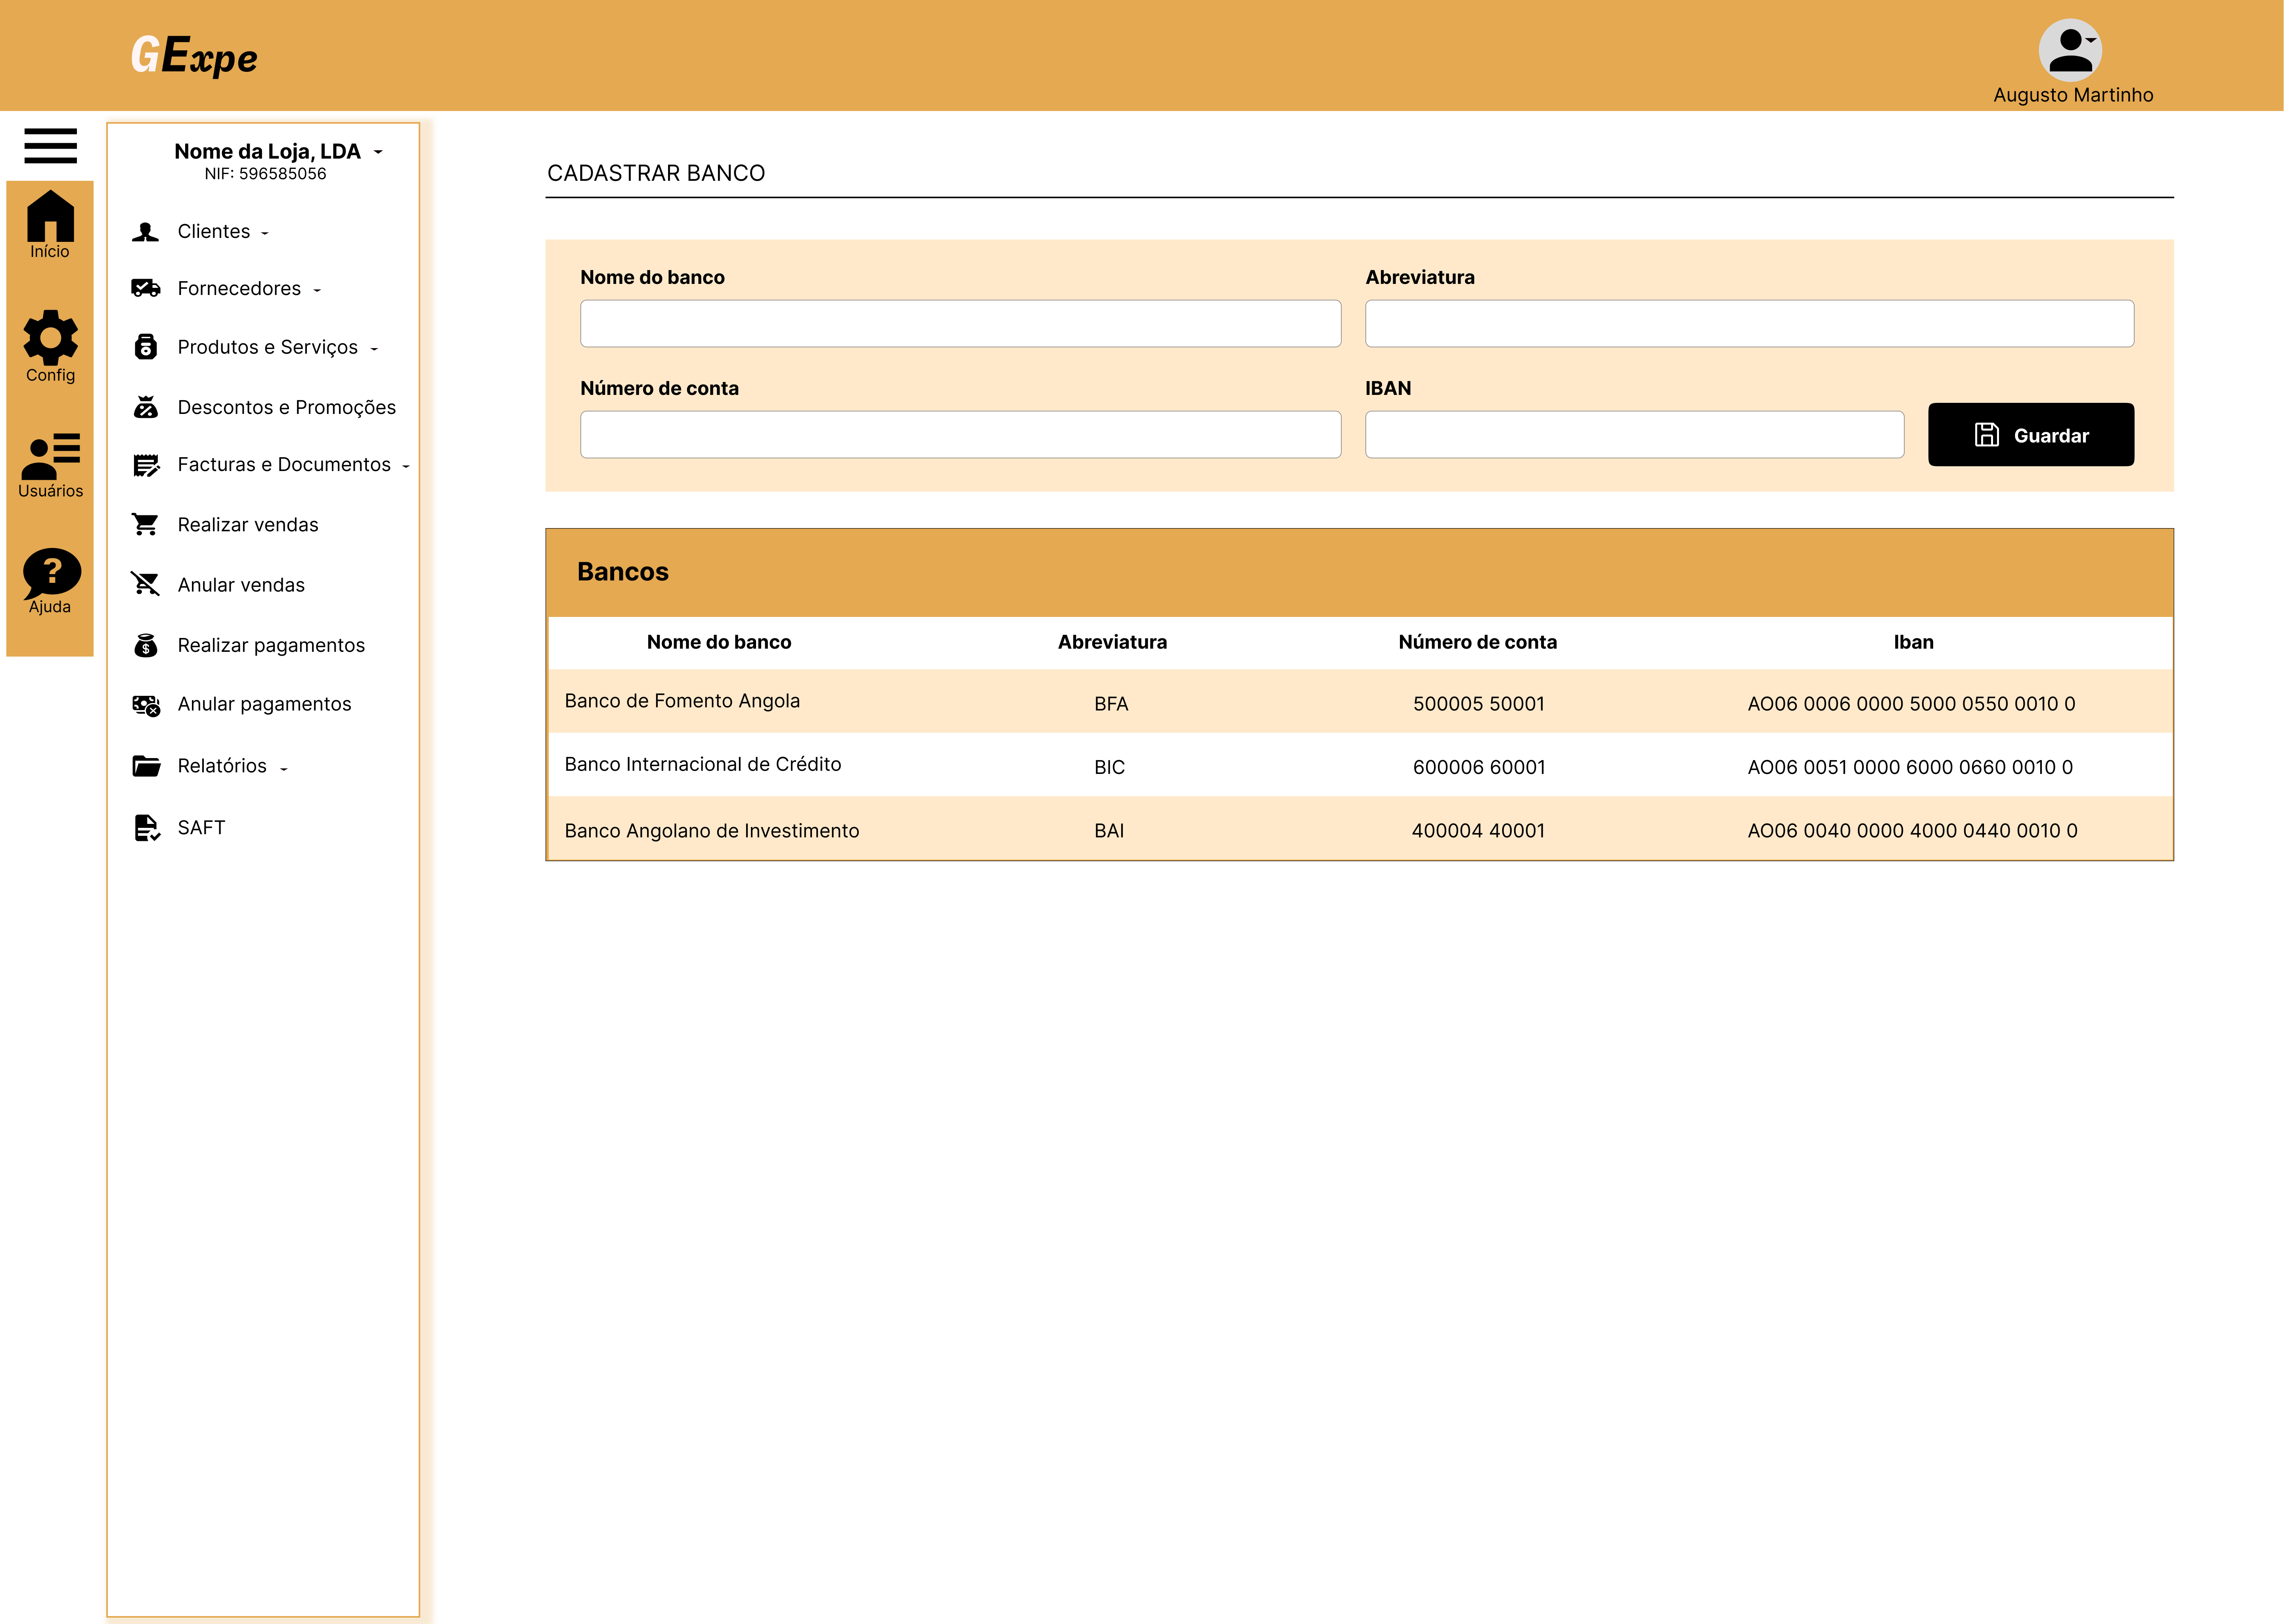 GExpe
Augusto Martinho
Início
Config
Usuários
Ajuda
Nome da Loja, LDA
NIF: 596585056
Clientes
Fornecedores
Produtos e Serviços
Descontos e Promoções
Facturas e Documentos
Realizar vendas
Anular vendas
Realizar pagamentos
Anular pagamentos
Relatórios
SAFT
CADASTRAR BANCO
Nome do banco Abreviatura
Número de conta IBAN
Guardar
Bancos
Nome do banco Abreviatura Número de conta Iban
Banco de Fomento Angola BFA 500005 50001 AO06 0006 0000 5000 0550 0010 0
Banco Internacional de Crédito BIC 600006 60001 AO06 0051 0000 6000 0660 0010 0
Banco Angolano de Investimento BAI 400004 40001 AO06 0040 0000 4000 0440 0010 0